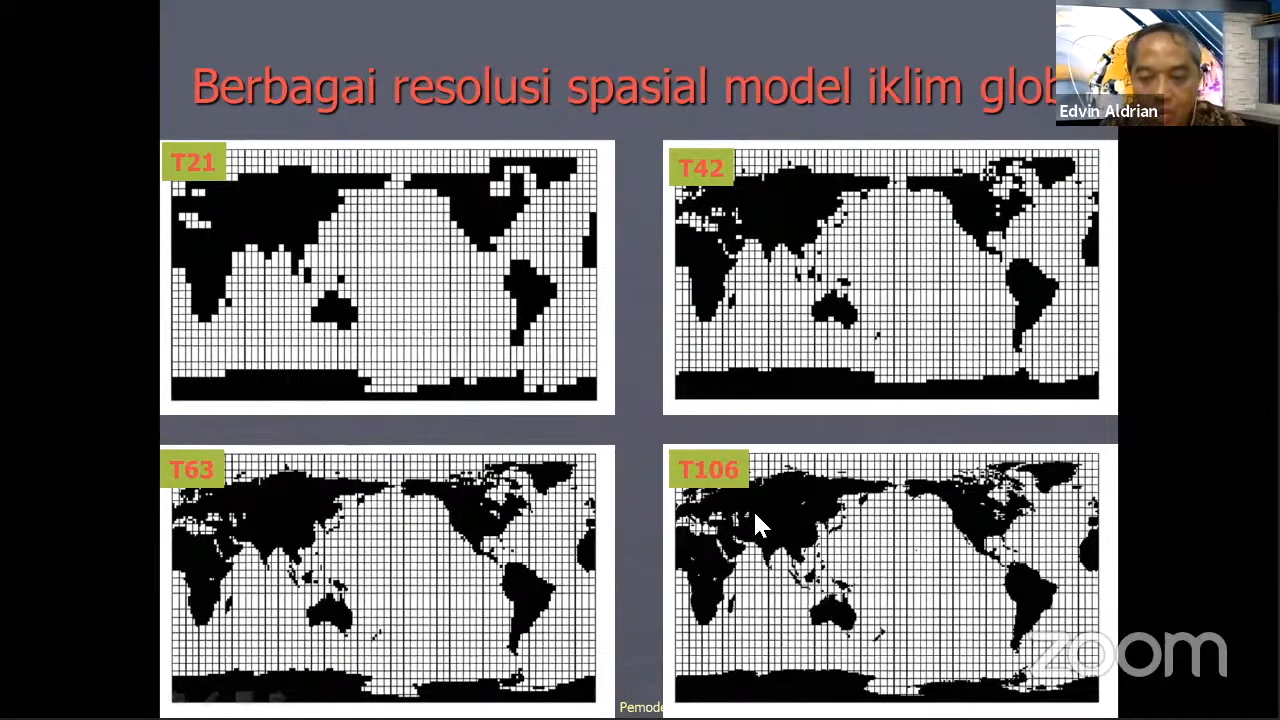 Berbagai resolusi spasial model iklim glob
Edvin Aldrian
T21
T42
T63
T106
zoom
Pemode